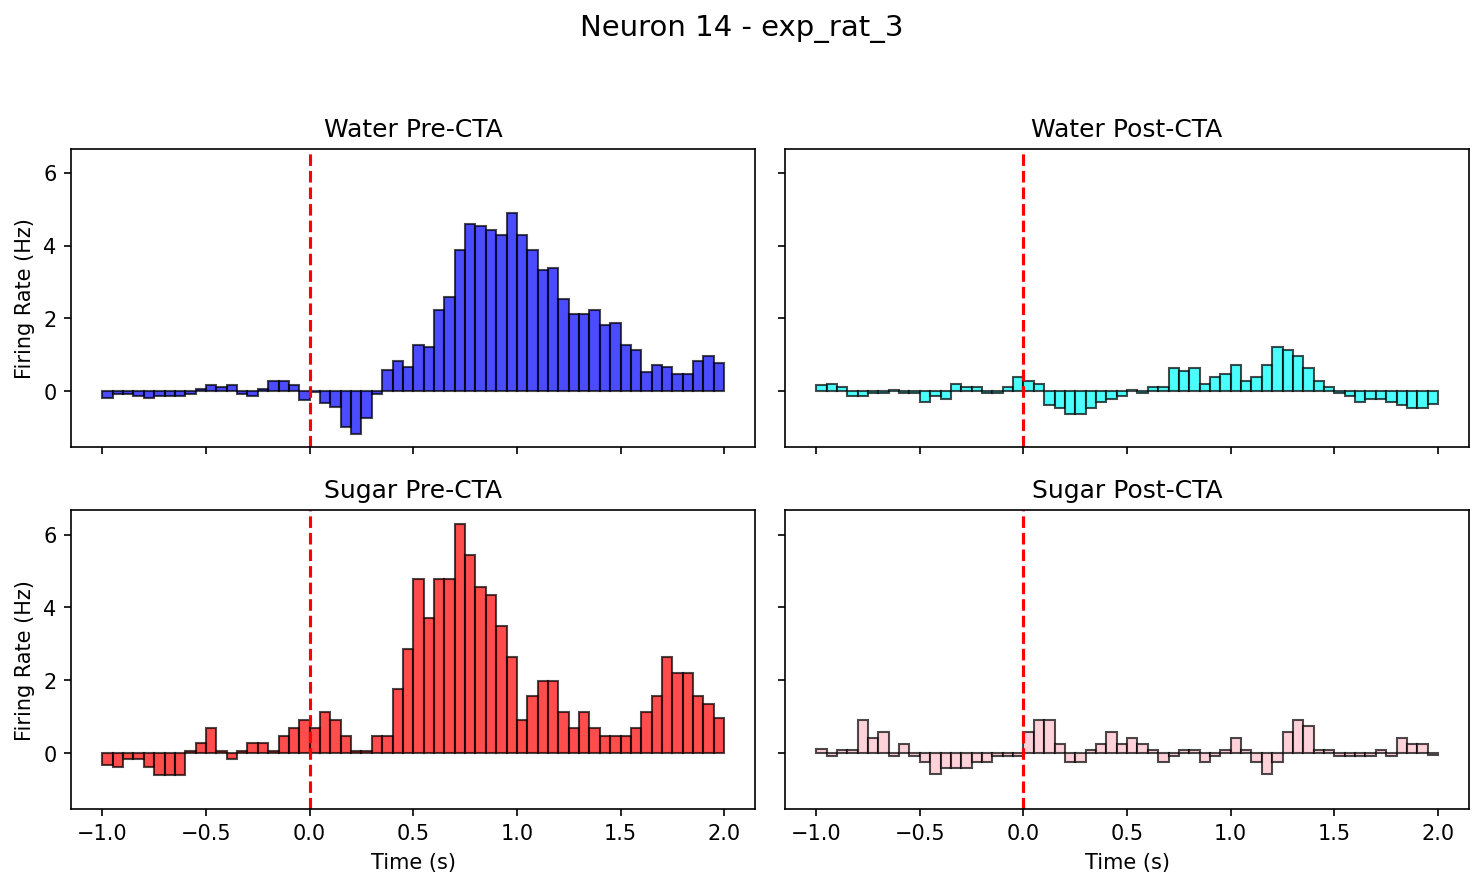 Neuron 14 - exp_rat_3
Water Pre-CTA
Water Post-CTA
Firing Rate (Hz)
6
4
2
0
Sugar Pre-CTA
Sugar Post-CTA
Firing Rate (Hz)
6
4
2
0
−1.0 −0.5 0.0 0.5 1.0 1.5 2.0
−1.0 −0.5 0.0 0.5 1.0 1.5 2.0
Time (s)
Time (s)